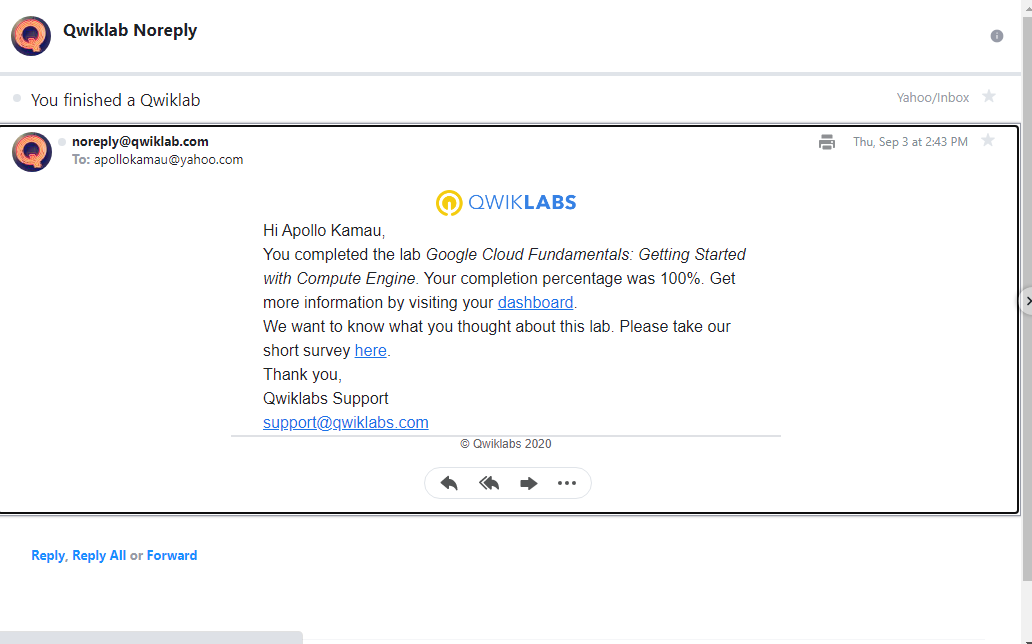 Qwiklab Noreply
You finished a Qwiklab
Yahoo/Inbox
noreply@qwiklab.com
Thu, Sep 3 at 2:43 PM
To: apollokamau@yahoo.com
QWIKLABS
Hi Apollo Kamau,
You completed the lab Google Cloud Fundamentals: Getting Started
with Compute Engine. Your completion percentage was 100%. Get
more information by visiting your dashboard.
We want to know what you thought about this lab. Please take our
short survey here.
Thank you,
Qwiklabs Support
support@qwiklabs.com
© Qwiklabs 2020
Reply, Reply All or Forward